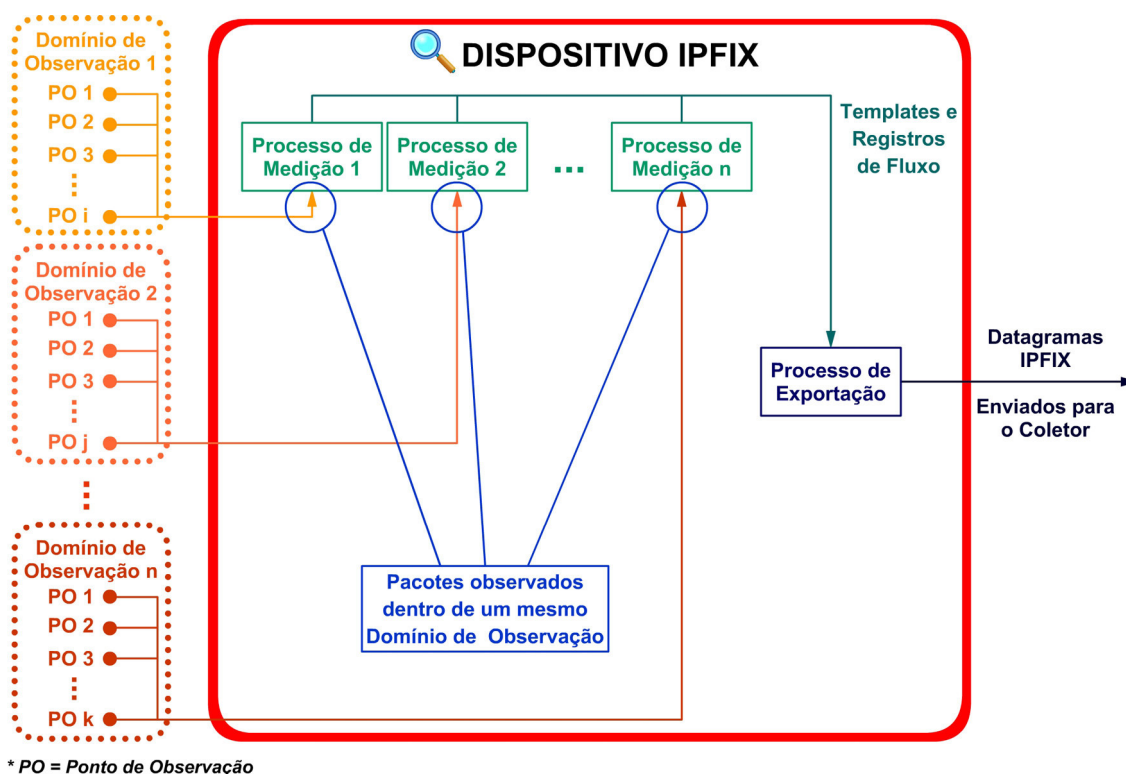 Domínio de
Observação 1
PO 1
PO 2
PO 3
...
PO i
Domínio de
Observação 2
PO 1
PO 2
PO 3
...
PO j
...
Domínio de
Observação n
PO 1
PO 2
PO 3
...
PO k
* PO = Ponto de Observação
DISPOSITIVO IPFIX
Processo de
Medição 1
Processo de
Medição 2
...
Processo de
Medição n
Templates e
Registros
de Fluxo
Processo de
Exportação
Datagramas
IPFIX
Enviados para
o Coletor
Pacotes observados
dentro de um mesmo
Domínio de Observação